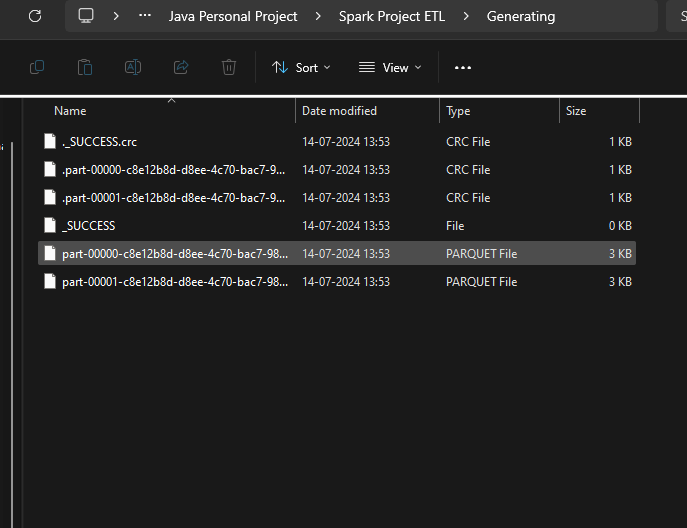 Java Personal Project > Spark Project ETL > Generating
Sort View
Name Date modified Type Size
._SUCCESS.crc 14-07-2024 13:53 CRC File 1 KB
.part-00000-c8e12b8d-d8ee-4c70-bac7-9... 14-07-2024 13:53 CRC File 1 KB
.part-00001-c8e12b8d-d8ee-4c70-bac7-9... 14-07-2024 13:53 CRC File 1 KB
_SUCCESS 14-07-2024 13:53 File 0 KB
part-00000-c8e12b8d-d8ee-4c70-bac7-98... 14-07-2024 13:53 PARQUET File 3 KB
part-00001-c8e12b8d-d8ee-4c70-bac7-98... 14-07-2024 13:53 PARQUET File 3 KB